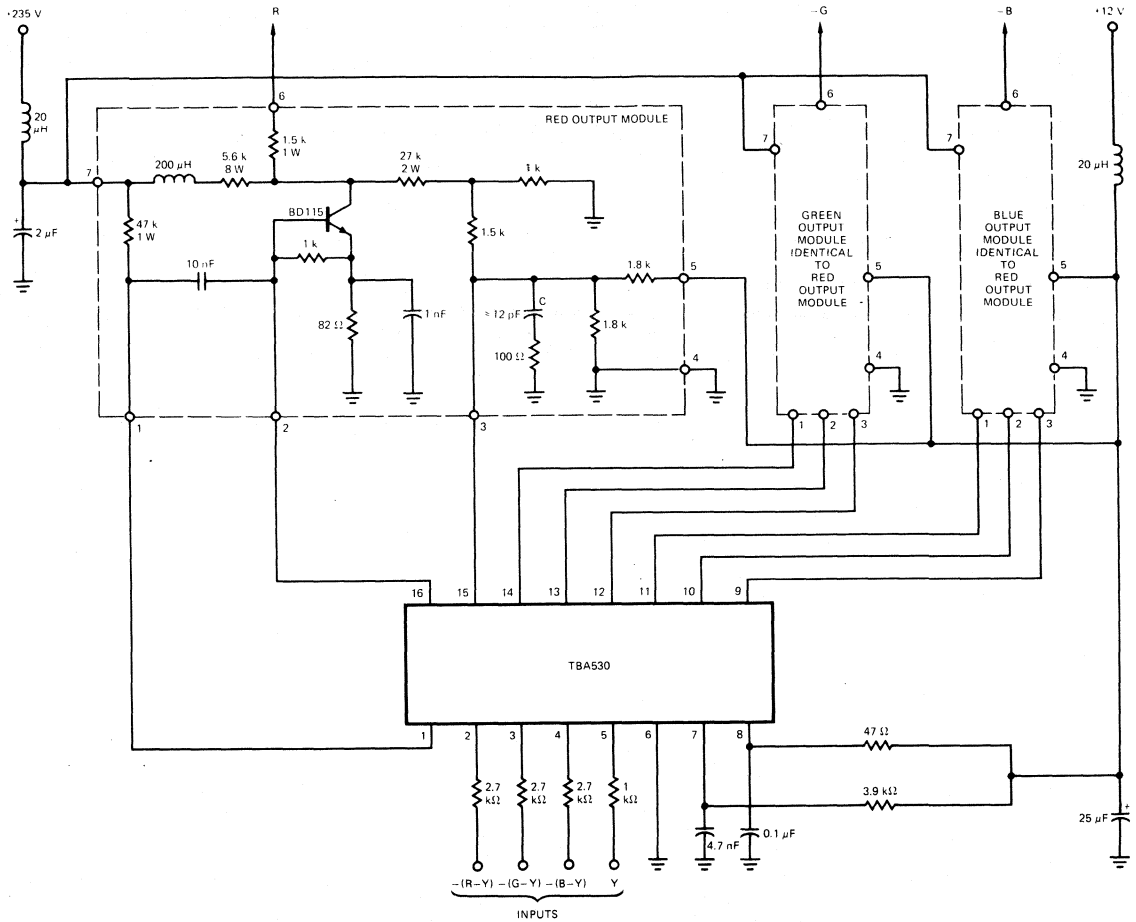 +235 V
R
-G
-B
+12 V
20 µH
6
RED OUTPUT MODULE
1.5 k 1 W
6
6
7
7
200 µH
5.6 k 8 W
27 k 2 W
1 k
20 µH
7
BD115
47 k 1 W
2 µF
+
10 nF
1 k
1.5 k
1.8 k
5
GREEN OUTPUT MODULE IDENTICAL TO RED OUTPUT MODULE
5
BLUE OUTPUT MODULE IDENTICAL TO RED OUTPUT MODULE
5
82 Ω
1 nF
C
≈12 pF
100 Ω
1.8 k
4
4
4
1
2
3
1
2
3
1
2
3
16
15
14
13
12
11
10
9
TBA530
1
2
3
4
5
6
7
8
47 Ω
2.7 kΩ
2.7 kΩ
2.7 kΩ
1 kΩ
3.9 kΩ
4.7 nF
0.1 µF
25 µF
+
-(R-Y)
-(G-Y)
-(B-Y)
Y
INPUTS